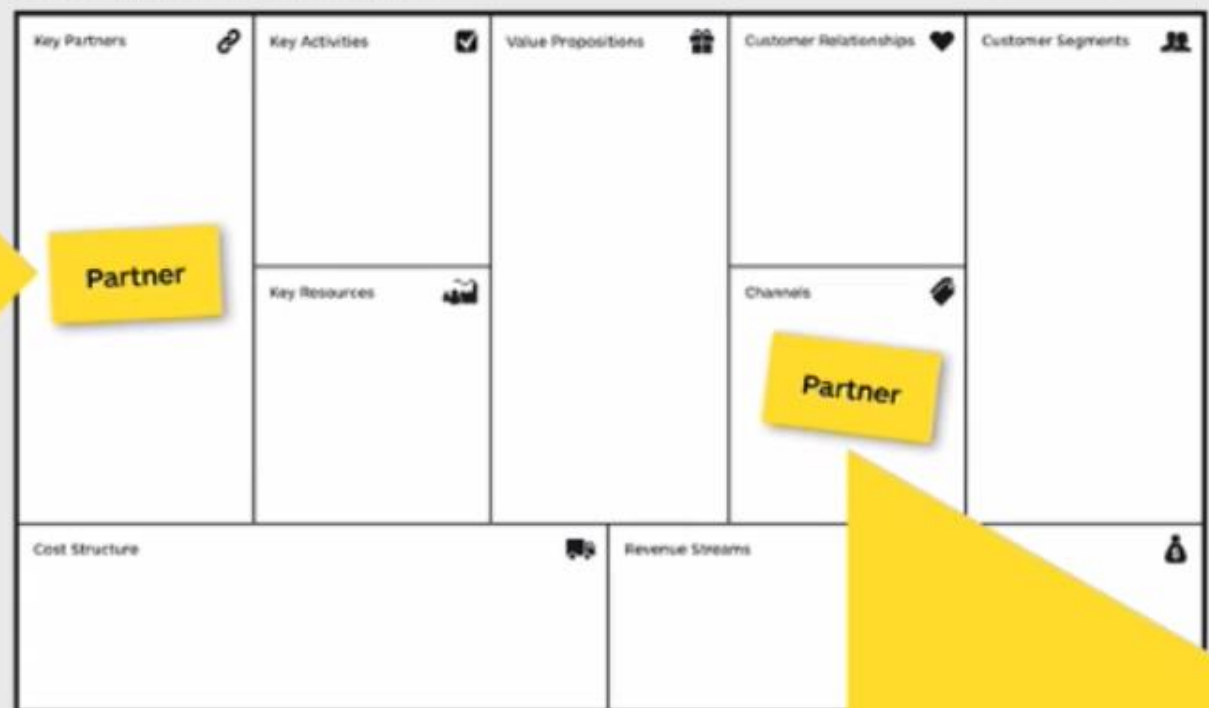 Key Partners
Key Activities
Value Propositions
Customer Relationships
Customer Segments
Partner
Key Resources
Channels
Partner
Cost Structure
Revenue Streams
$